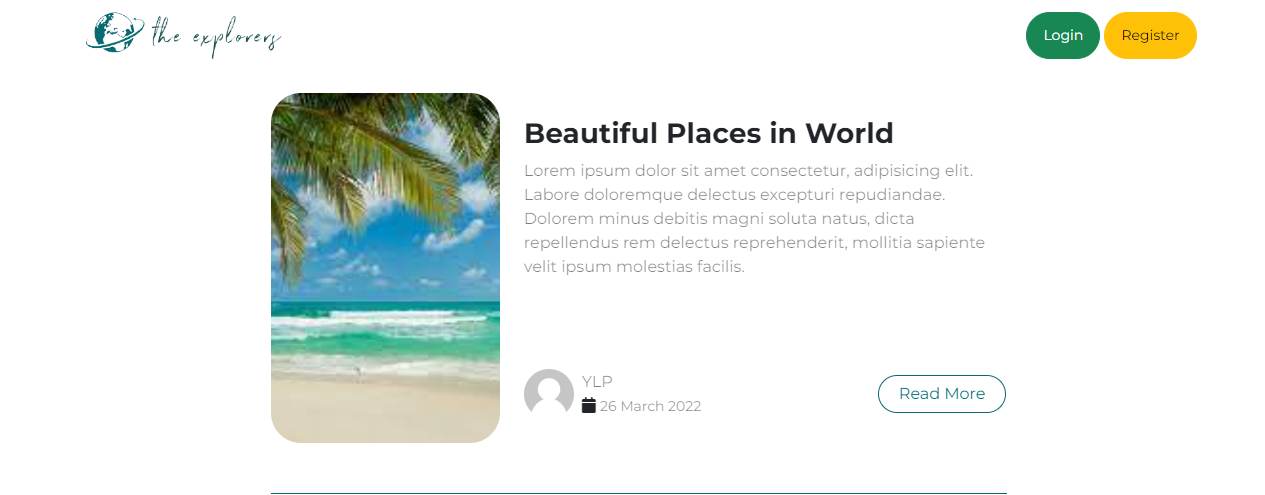 the explorers
Login
Register
Beautiful Places in World
Lorem ipsum dolor sit amet consectetur, adipisicing elit.
Labore doloremque delectus excepturi repudiandae.
Dolorem minus debitis magni soluta natus, dicta
repellendus rem delectus reprehenderit, mollitia sapiente
velit ipsum molestias facilis.
YLP
26 March 2022
Read More